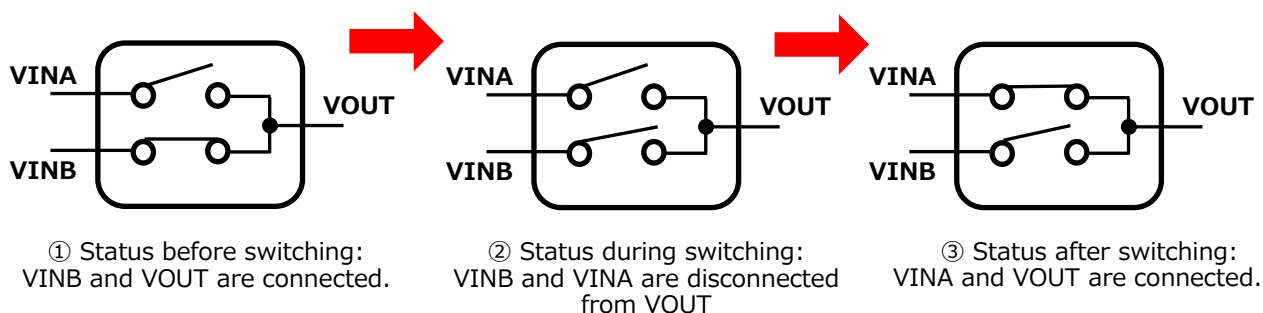 VINA
VOUT
VINB
① Status before switching:
VINB and VOUT are connected.
VINA
VOUT
VINB
② Status during switching:
VINB and VINA are disconnected
from VOUT
VINA
VOUT
VINB
③ Status after switching:
VINA and VOUT are connected.